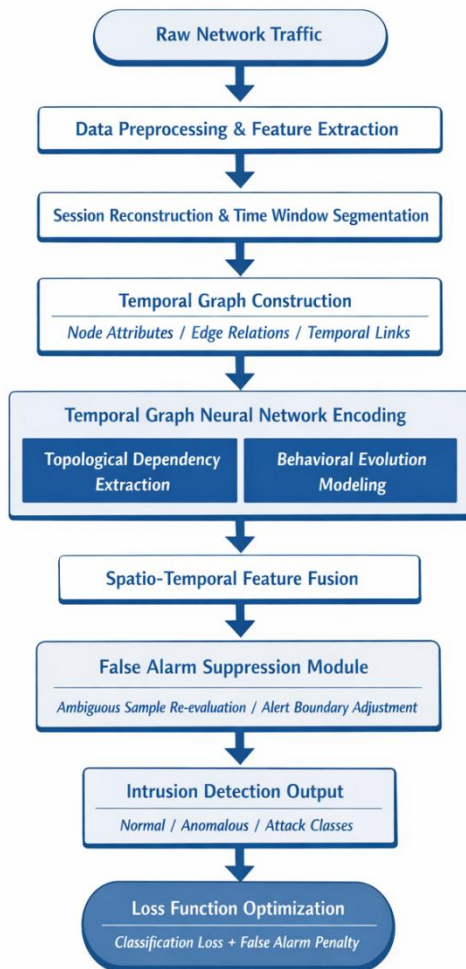 Raw Network Traffic
Data Preprocessing & Feature Extraction
Session Reconstruction & Time Window Segmentation
Temporal Graph Construction
Node Attributes / Edge Relations / Temporal Links
Temporal Graph Neural Network Encoding
Topological Dependency
Extraction
Behavioral Evolution
Modeling
Spatio-Temporal Feature Fusion
False Alarm Suppression Module
Ambiguous Sample Re-evaluation / Alert Boundary Adjustment
Intrusion Detection Output
Normal / Anomalous / Attack Classes
Loss Function Optimization
Classification Loss + False Alarm Penalty